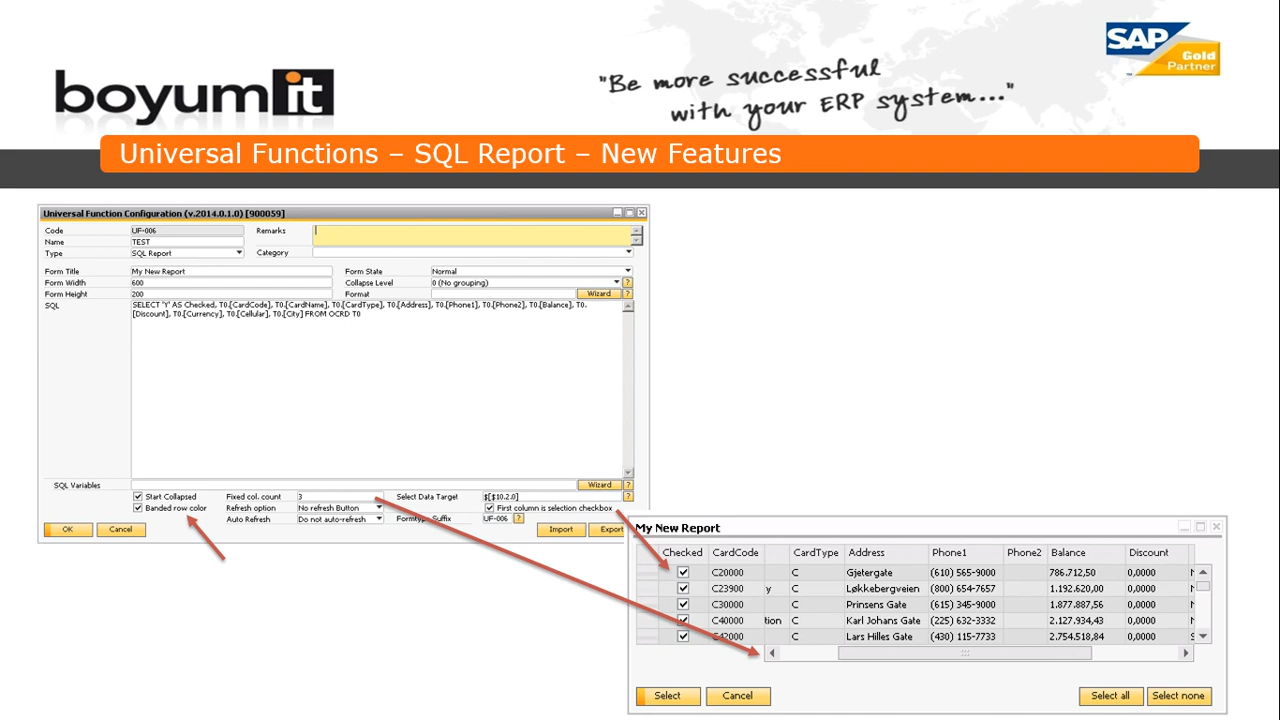 boyumit
"Be more successful
with your ERP system..."
SAP
Gold
Partner
Universal Functions – SQL Report – New Features
Universal Function Configuration (v.2014.0.1.0) [900059]
Code UF-006 Remarks
Name TEST
Type SQL Report Category
Form Title My New Report Form State Normal
Form Width 600 Collapse Level 0 (No grouping) ?
Form Height 200 Format Wizard ?
SQL SELECT 'Y' AS Checked, T0.[CardCode], T0.[CardName], T0.[CardType], T0.[Address], T0.[Phone1], T0.[Phone2], T0.[Balance], T0.
[Discount], T0.[Currency], T0.[Cellular], T0.[City] FROM OCRD T0
SQL Variables Wizard ?
Start Collapsed Fixed col. count 3 Select Data Target $[$10.2.0] ?
Banded row color Refresh option No refresh Button First column is selection checkbox
Auto Refresh Do not auto-refresh Formtype Suffix UF-006 ?
OK Cancel Import Export
My New Report
Checked CardCode CardType Address Phone1 Phone2 Balance Discount
C20000 C Gjetergate (610) 565-9000 786.712,50 0,0000
C23900 y C Løkkebergveien (800) 654-7657 1.192.620,00 0,0000
C30000 C Prinsens Gate (615) 345-9000 1.877.887,56 0,0000
C40000 tion C Karl Johans Gate (225) 632-3332 2.127.934,43 0,0000
C42000 C Lars Hilles Gate (430) 115-7733 2.754.518,84 0,0000
Select Cancel Select all Select none